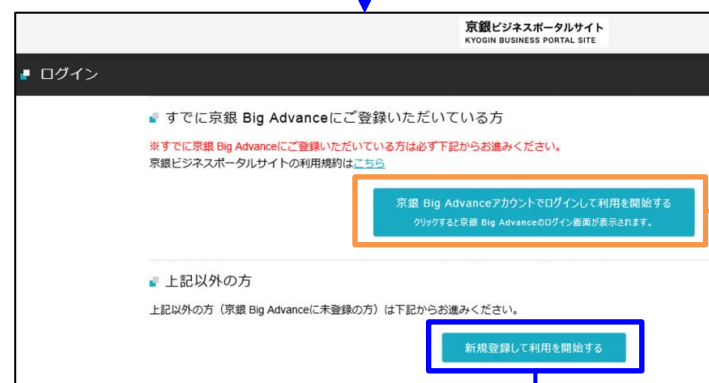 京銀ビジネスポータルサイト
KYOGIN BUSINESS PORTAL SITE
ログイン
すでに京銀 Big Advanceにご登録いただいている方
※すでに京銀 Big Advanceにご登録いただいている方は必ず下記からお進みください。
京銀ビジネスポータルサイトの利用規約はこちら
京銀 Big Advanceアカウントでログインして利用を開始する
クリックすると京銀 Big Advanceのログイン画面が表示されます。
上記以外の方
上記以外の方（京銀 Big Advanceに未登録の方）は下記からお進みください。
新規登録して利用を開始する